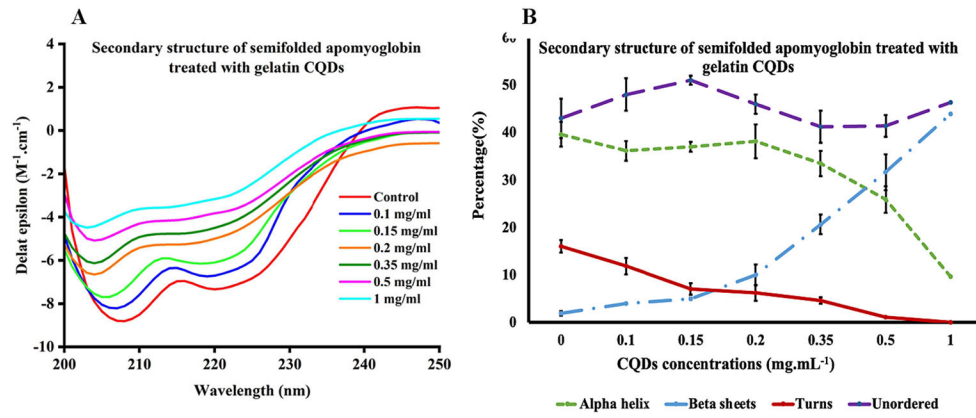 A
Secondary structure of semifolded apomyoglobin
treated with gelatin CQDs
4
2
0
-2
-4
-6
-8
-10
200
210
220
230
240
250
Delat epsilon (M⁻¹.cm⁻¹)
Wavelength (nm)
Control
0.1 mg/ml
0.15 mg/ml
0.2 mg/ml
0.35 mg/ml
0.5 mg/ml
1 mg/ml
B
Secondary structure of semifolded apomyoglobin treated with
gelatin CQDs
60
50
40
30
20
10
0
Percentage(%)
0
0.1
0.15
0.2
0.35
0.5
1
CQDs concentrations (mg.mL⁻¹)
Alpha helix
Beta sheets
Turns
Unordered